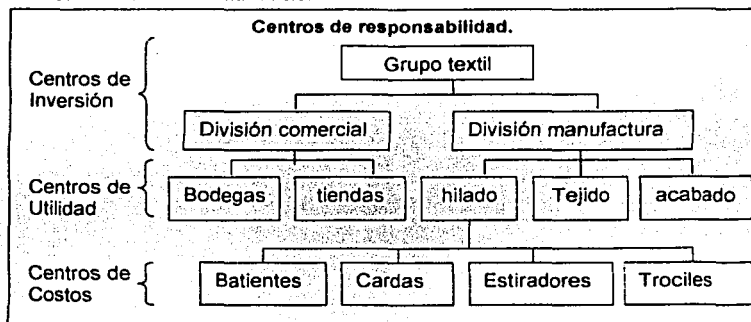 Centros de responsabilidad.
Grupo textil
Centros de
Inversión
División comercial División manufactura
Centros de
Utilidad
Bodegas tiendas hilado Tejido acabado
Centros de
Costos
Batientes Cardas Estiradores Trociles